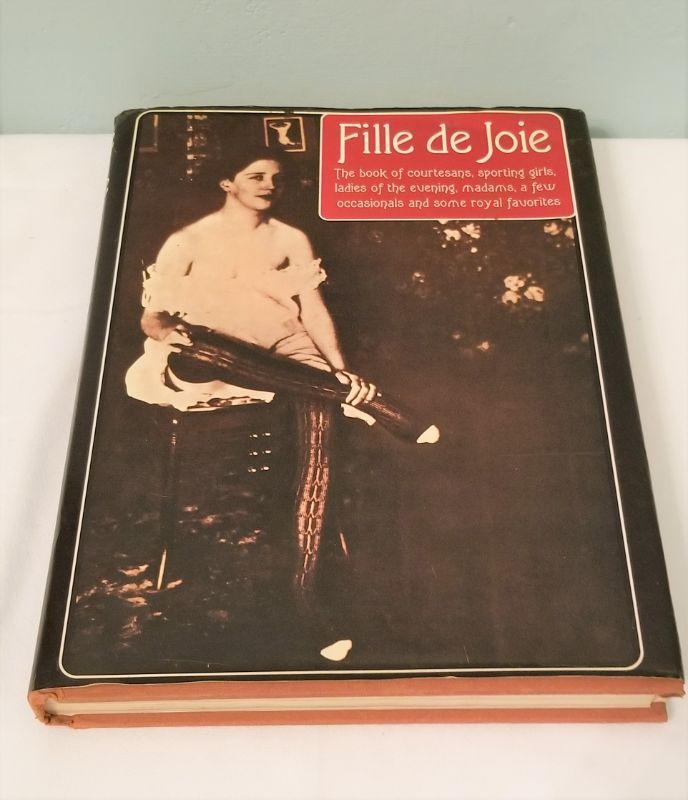 Fille de Joie
The book of courtesans, sporting girls,
ladies of the evening, madams, a few
occasionals and some royal favorites